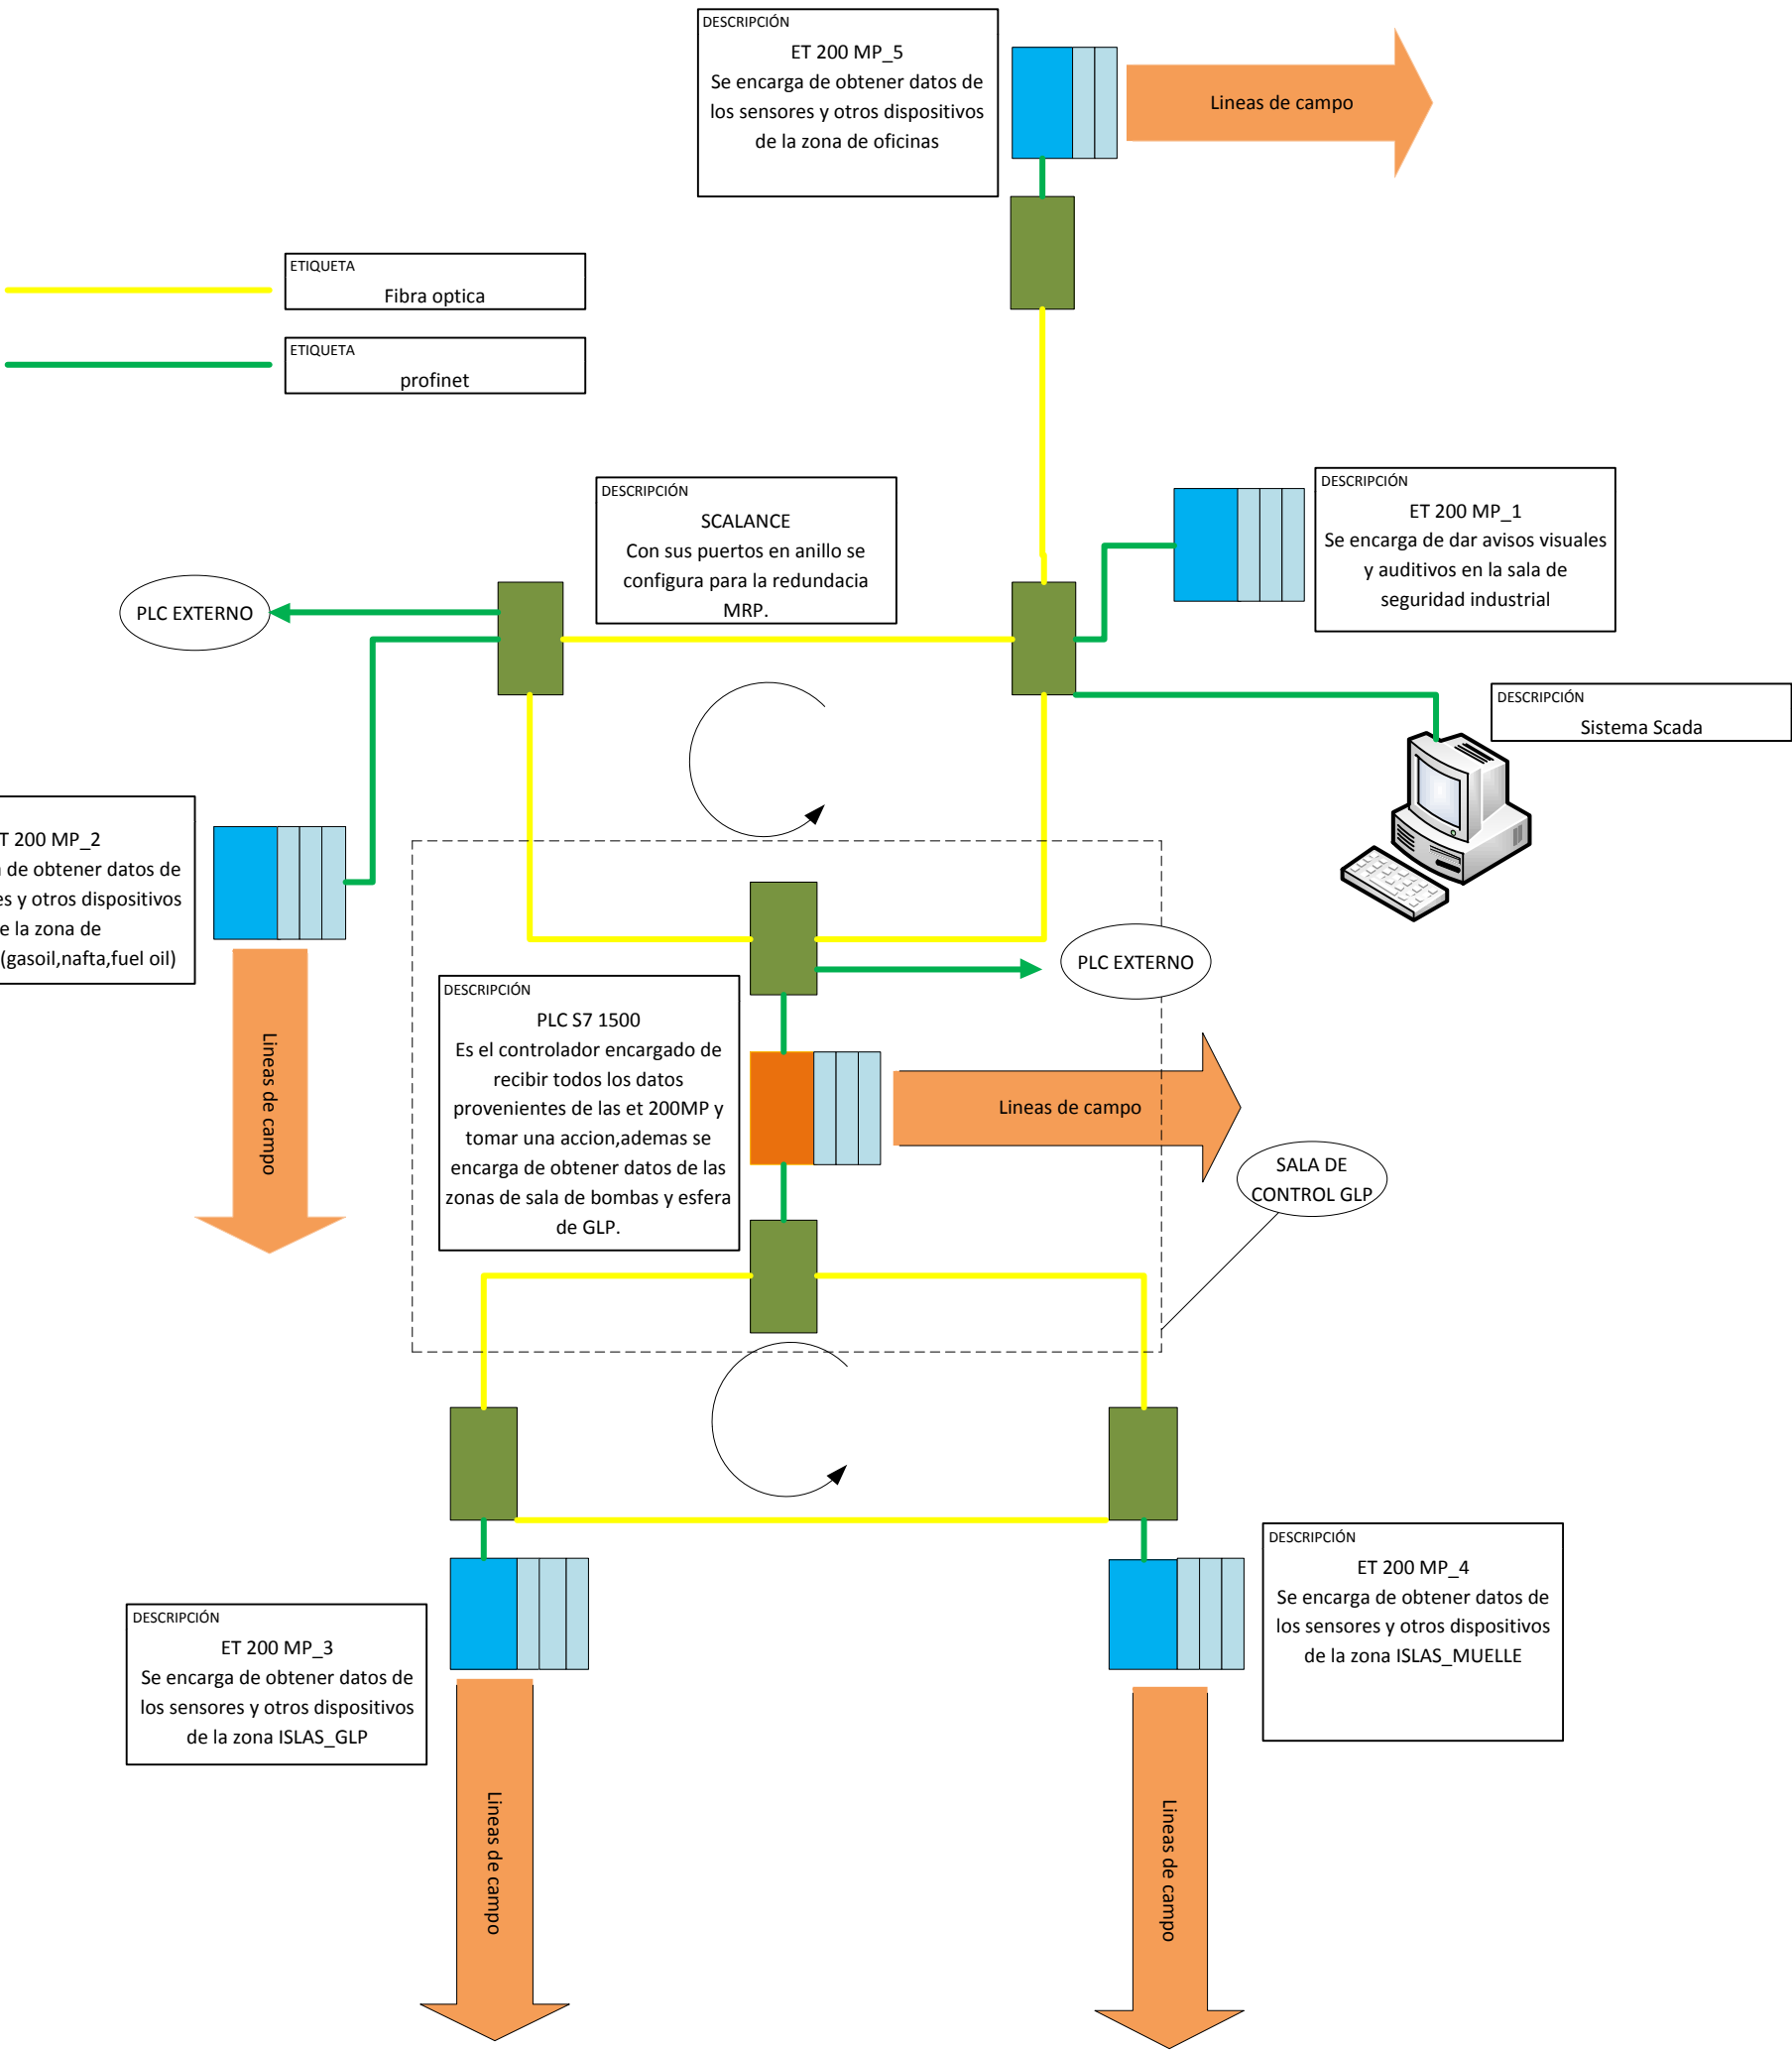 DESCRIPCIÓN
ET 200 MP_5
Se encarga de obtener datos de
los sensores y otros dispositivos
de la zona de oficinas
Lineas de campo
ETIQUETA
Fibra optica
ETIQUETA
profinet
DESCRIPCIÓN
SCALANCE
Con sus puertos en anillo se
configura para la redundacia
MRP.
DESCRIPCIÓN
ET 200 MP_1
Se encarga de dar avisos visuales
y auditivos en la sala de
seguridad industrial
PLC EXTERNO
DESCRIPCIÓN
Sistema Scada
200 MP_2
de obtener datos de
y otros dispositivos
la zona de
(gasoil,nafta,fuel oil)
Lineas de campo
PLC EXTERNO
DESCRIPCIÓN
PLC S7 1500
Es el controlador encargado de
recibir todos los datos
provenientes de las et 200MP y
tomar una accion,ademas se
encarga de obtener datos de las
zonas de sala de bombas y esfera
de GLP.
Lineas de campo
SALA DE
CONTROL GLP
DESCRIPCIÓN
ET 200 MP_3
Se encarga de obtener datos de
los sensores y otros dispositivos
de la zona ISLAS_GLP
Lineas de campo
DESCRIPCIÓN
ET 200 MP_4
Se encarga de obtener datos de
los sensores y otros dispositivos
de la zona ISLAS_MUELLE
Lineas de campo